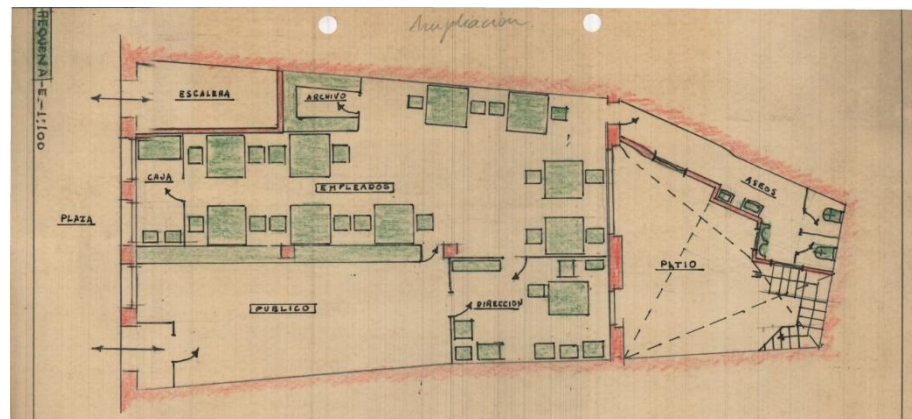 Ampliación.
REQUENA-E.-1:100
ESCALERA
ARCHIVO
CAJA
EMPLEADOS
ASEOS
PLAZA
PATIO
PUBLICO
DIRECCION